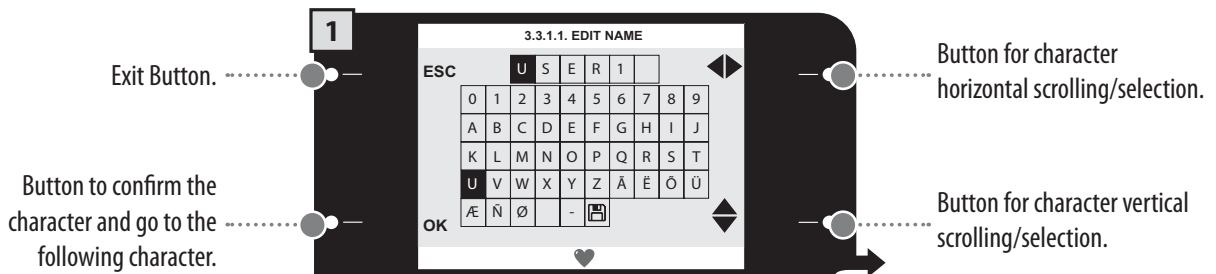 1
3.3.1.1. EDIT NAME
Exit Button.
ESC
U S E R 1
Button for character
horizontal scrolling/selection.
0 1 2 3 4 5 6 7 8 9
A B C D E F G H I J
K L M N O P Q R S T
U V W X Y Z Ã Ë Õ Ü
Æ Ñ Ø -
OK
Button to confirm the
character and go to the
following character.
Button for character vertical
scrolling/selection.